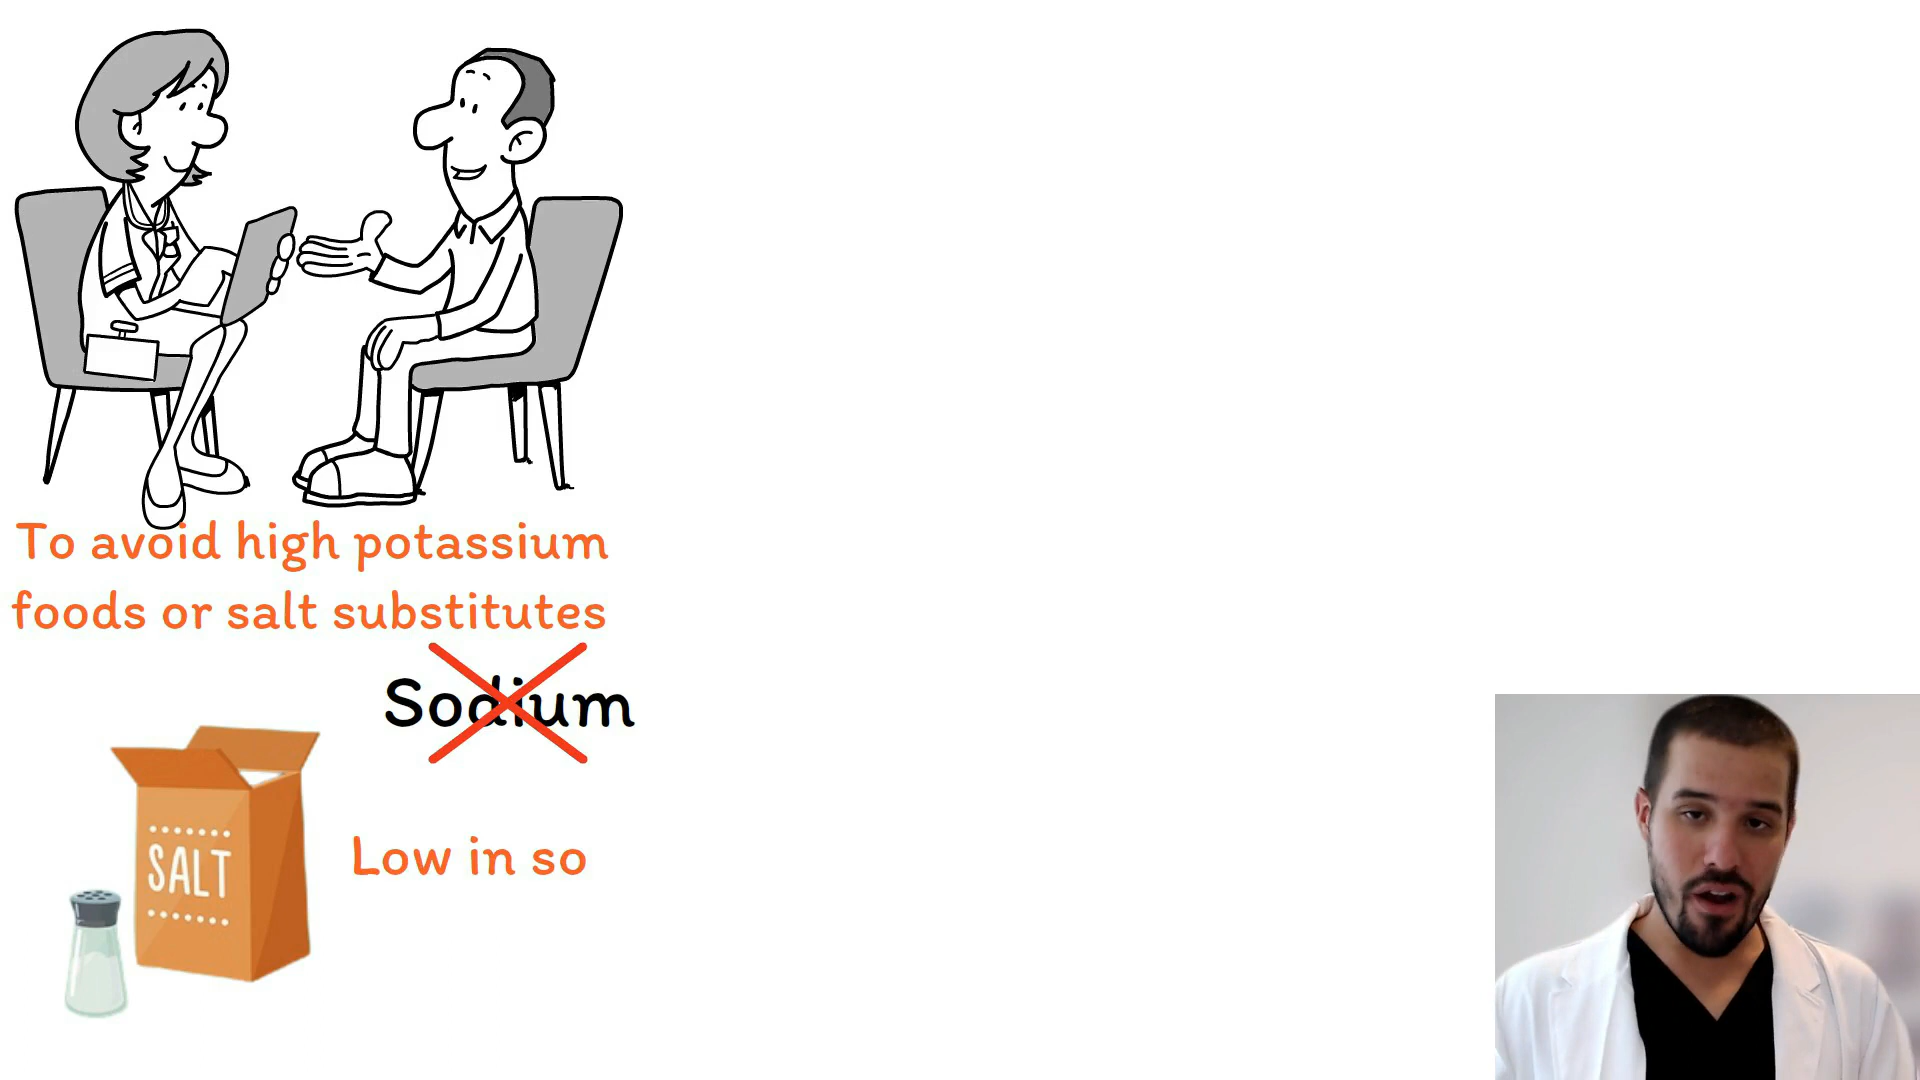 To avoid high potassium
foods or salt substitutes
Sodium
SALT
Low in so